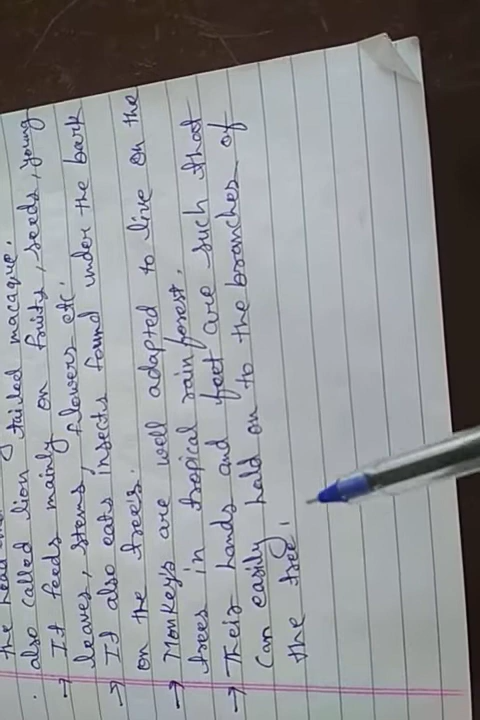 the
. also called lion tailed macaque.
→ It feeds mainly on fruits, seeds, young
leaves, stems, flowers etc.
→ It also eats insects found under the bark
on the trees.
→ Monkeys are well adapted to live on the
trees in tropical rainforest.
→ Their hands and feet are such that
Can easily hold on to the branches of
the tree.